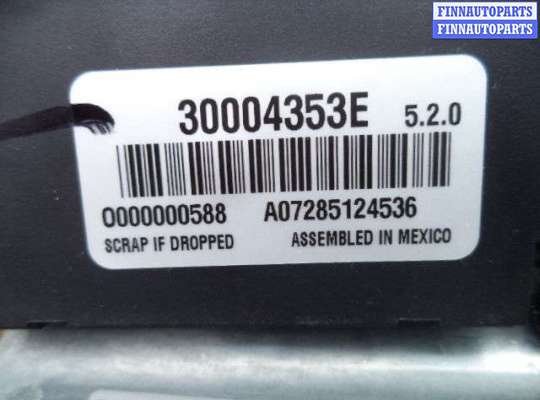 FINNAUTOPARTS
FINNAUTOPARTS
30004353E 5.2.0
O000000588 A07285124536
SCRAP IF DROPPED ASSEMBLED IN MEXICO